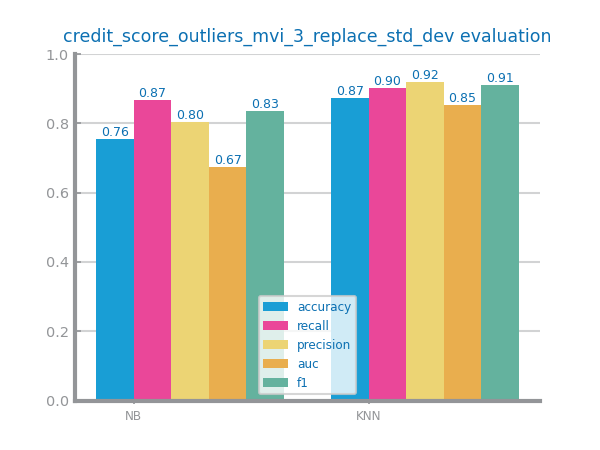 credit_score_outliers_mvi_3_replace_std_dev evaluation
1.0
0.8
0.6
0.4
0.2
0.0
0.76
0.87
0.80
0.67
0.83
0.87
0.90
0.92
0.85
0.91
accuracy
recall
precision
auc
f1
NB
KNN